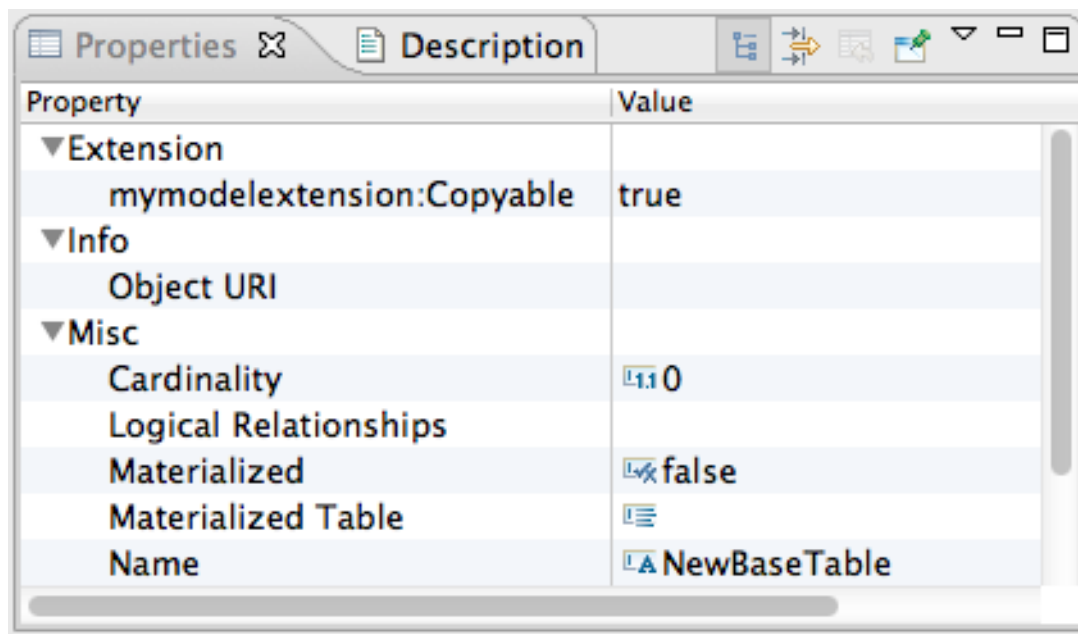 Properties Description
Property Value
Extension
mymodelextension:Copyable true
Info
Object URI
Misc
Cardinality 0
Logical Relationships
Materialized false
Materialized Table
Name NewBaseTable